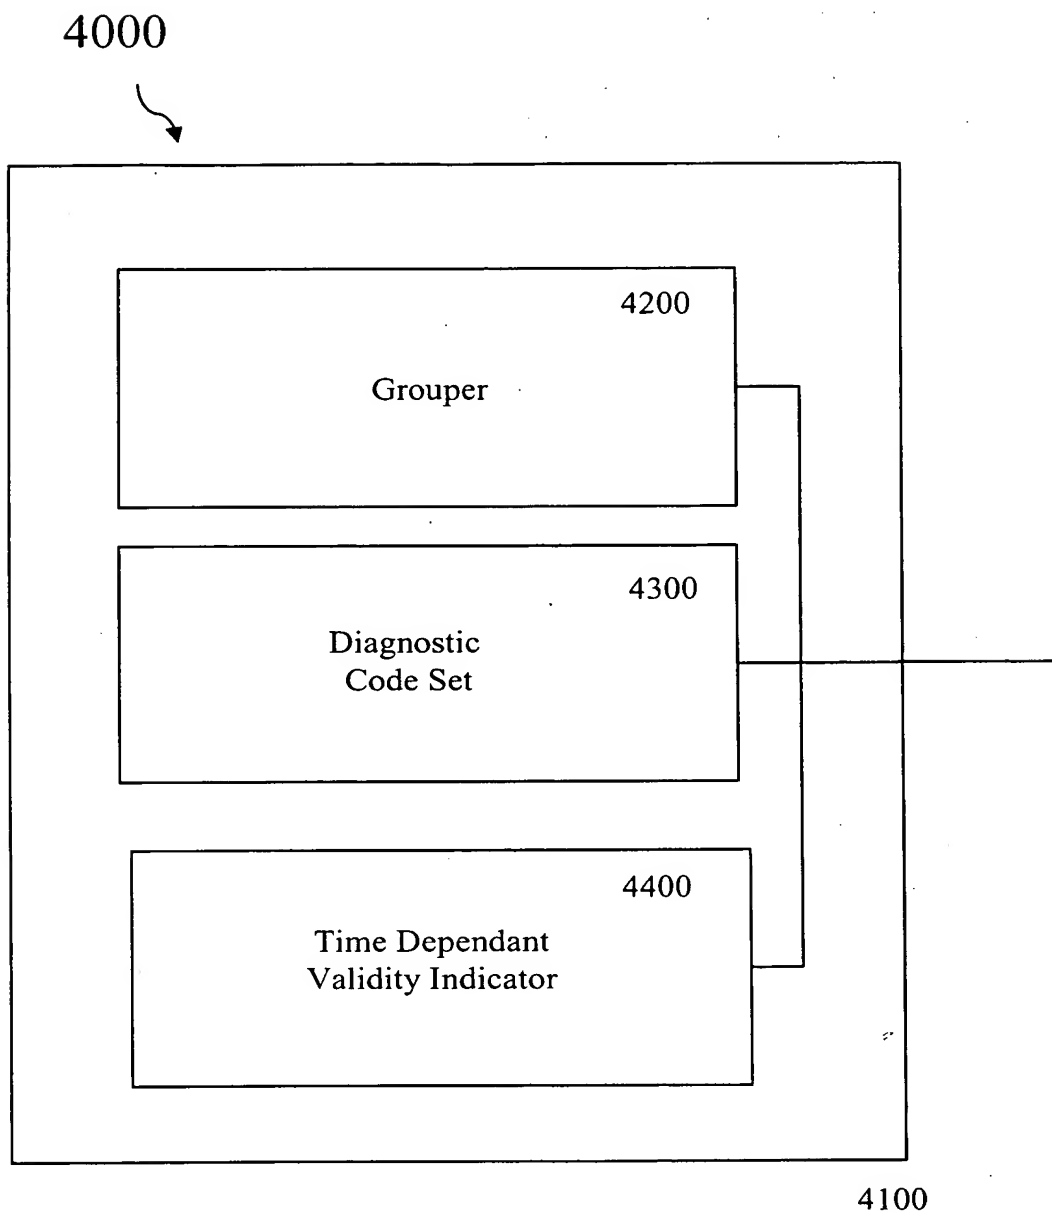 4000
4200
Grouper
4300
Diagnostic
Code Set
4400
Time Dependant
Validity Indicator
4100